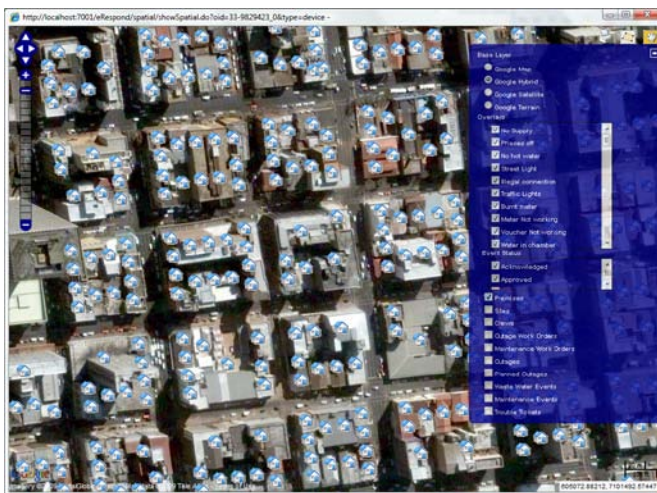 http://localhost:7001/eRespond/spatial/showSpatial.do?oid=33-9829423_0&type=device -
Base Layer
Google Map
Google Hybrid
Google Satellite
Google Terrain
Overlays
No Supply
Phases off
No hot water
Street Light
Illegal connection
Traffic Lights
Burnt meter
Meter Not working
Voucher Not working
Water in chamber
Event Status
Acknowledged
Approved
Premises
Sites
Crews
Outage Work Orders
Maintenance Work Orders
Outages
Planned Outages
Waste Water Events
Maintenance Events
Trouble Tickets